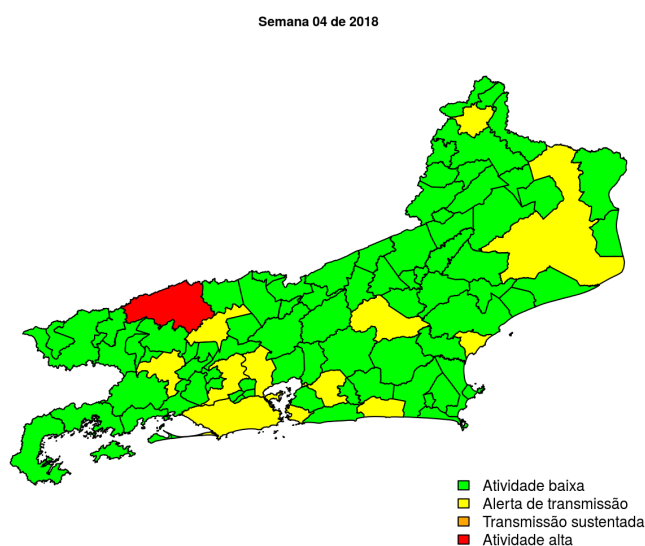 Semana 04 de 2018
Atividade baixa
Alerta de transmissão
Transmissão sustentada
Atividade alta